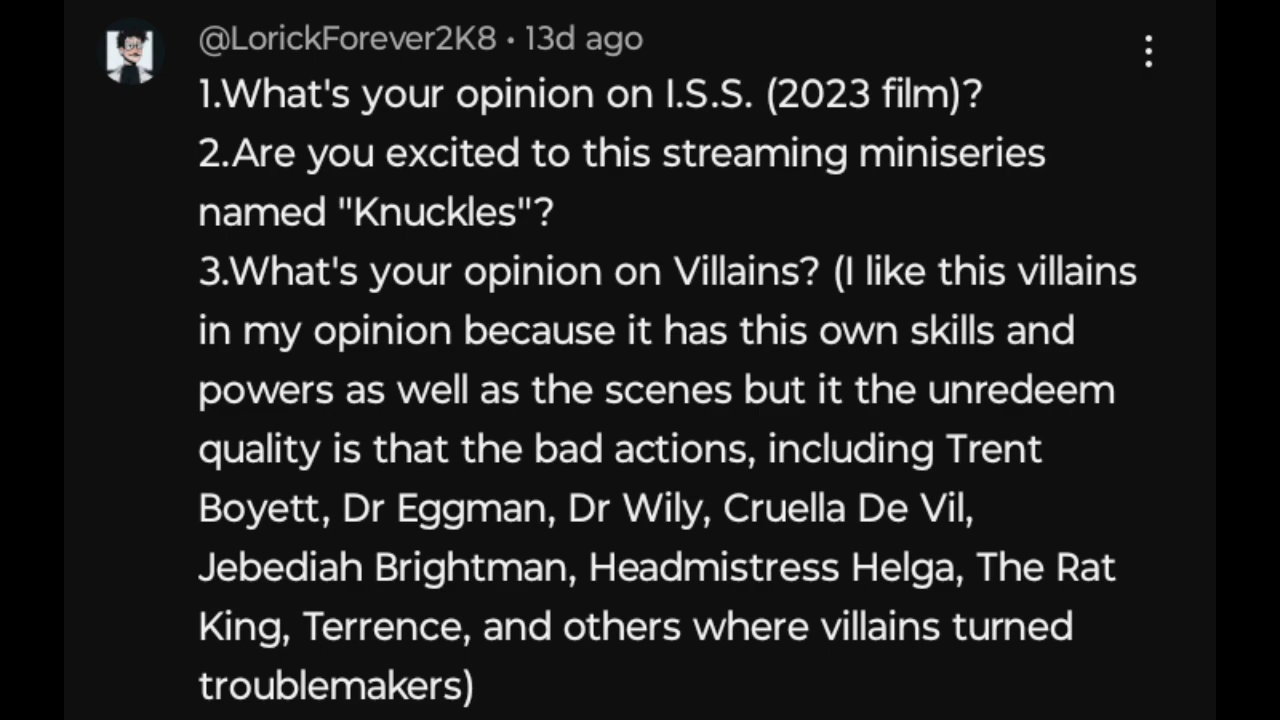 @LorickForever2K8 • 13d ago
1.What's your opinion on I.S.S. (2023 film)?
2.Are you excited to this streaming miniseries
named "Knuckles"?
3.What's your opinion on Villains? (I like this villains
in my opinion because it has this own skills and
powers as well as the scenes but it the unredeem
quality is that the bad actions, including Trent
Boyett, Dr Eggman, Dr Wily, Cruella De Vil,
Jebediah Brightman, Headmistress Helga, The Rat
King, Terrence, and others where villains turned
troublemakers)